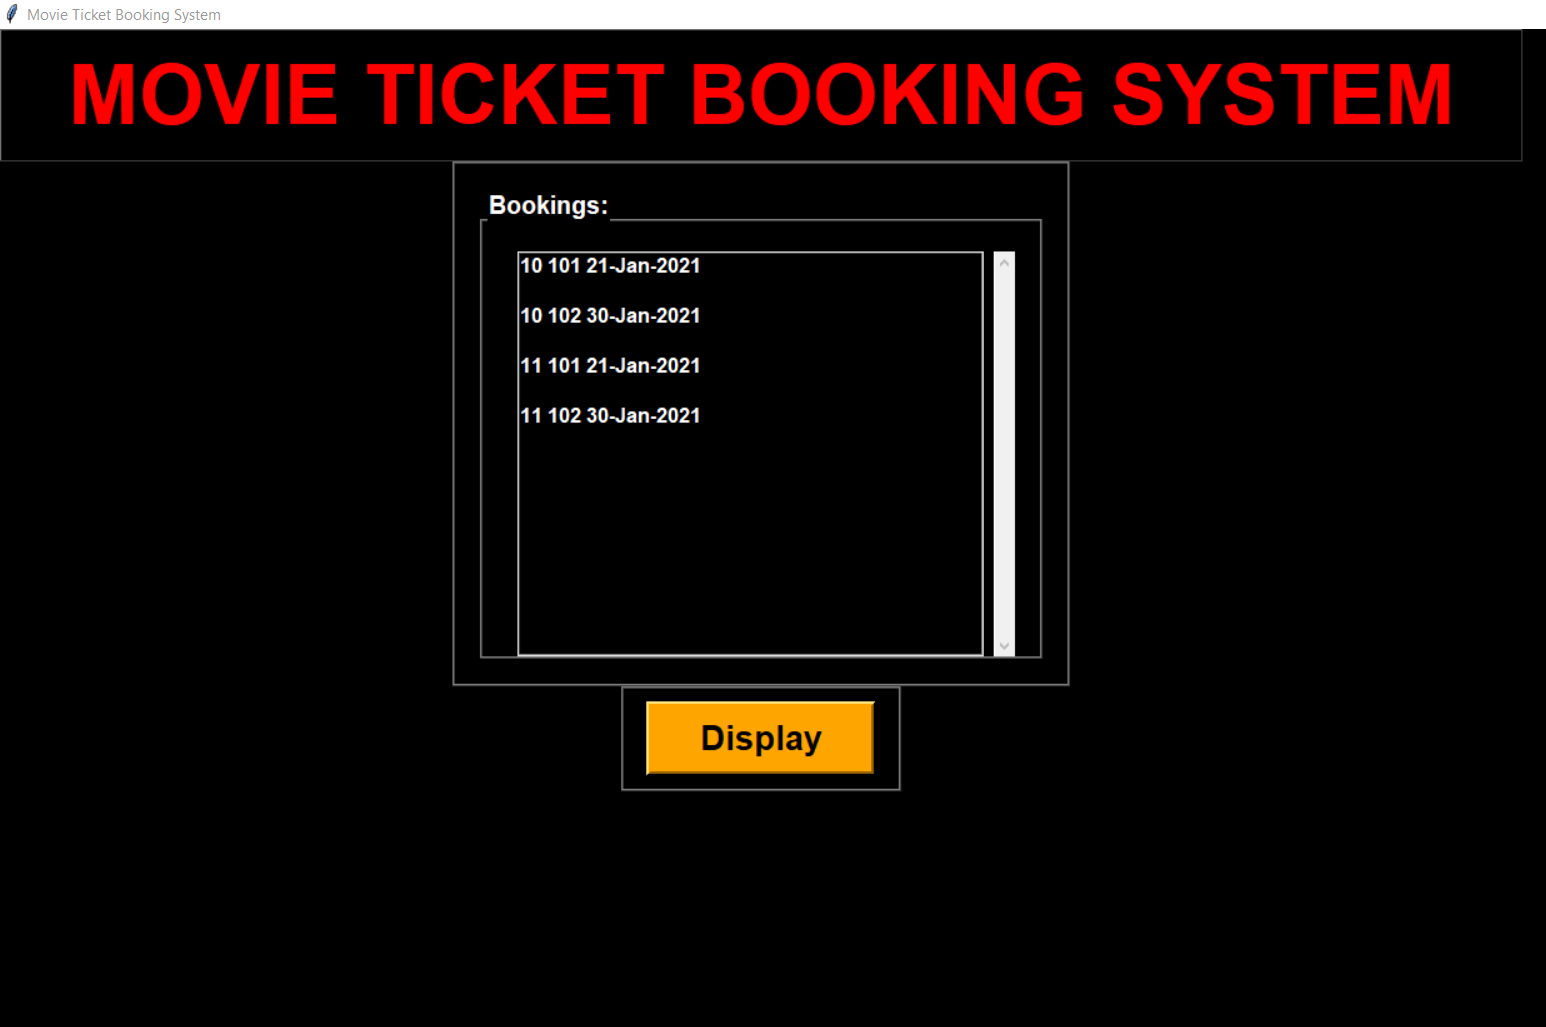 Movie Ticket Booking System
MOVIE TICKET BOOKING SYSTEM
Bookings:
10 101 21-Jan-2021
10 102 30-Jan-2021
11 101 21-Jan-2021
11 102 30-Jan-2021
Display